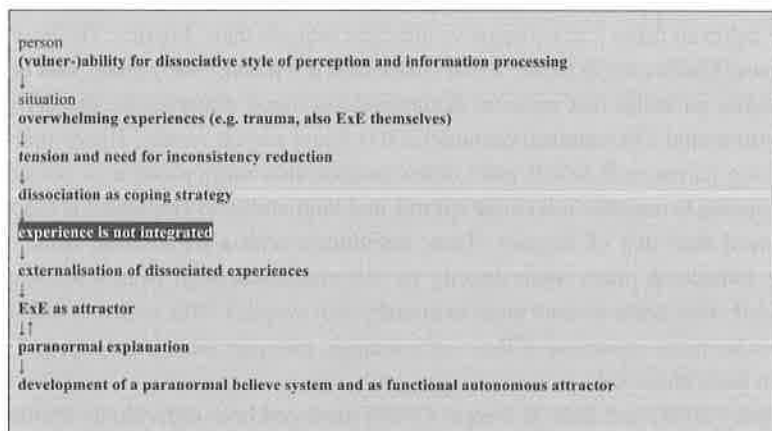 person
(vulner-)ability for dissociative style of perception and information processing
↓
situation
overwhelming experiences (e.g. trauma, also ExE themselves)
↓
tension and need for inconsistency reduction
↓
dissociation as coping strategy
↓
experience is not integrated
↓
externalisation of dissociated experiences
↓
ExE as attractor
↓↑
paranormal explanation
↓
development of a paranormal believe system and as functional autonomous attractor